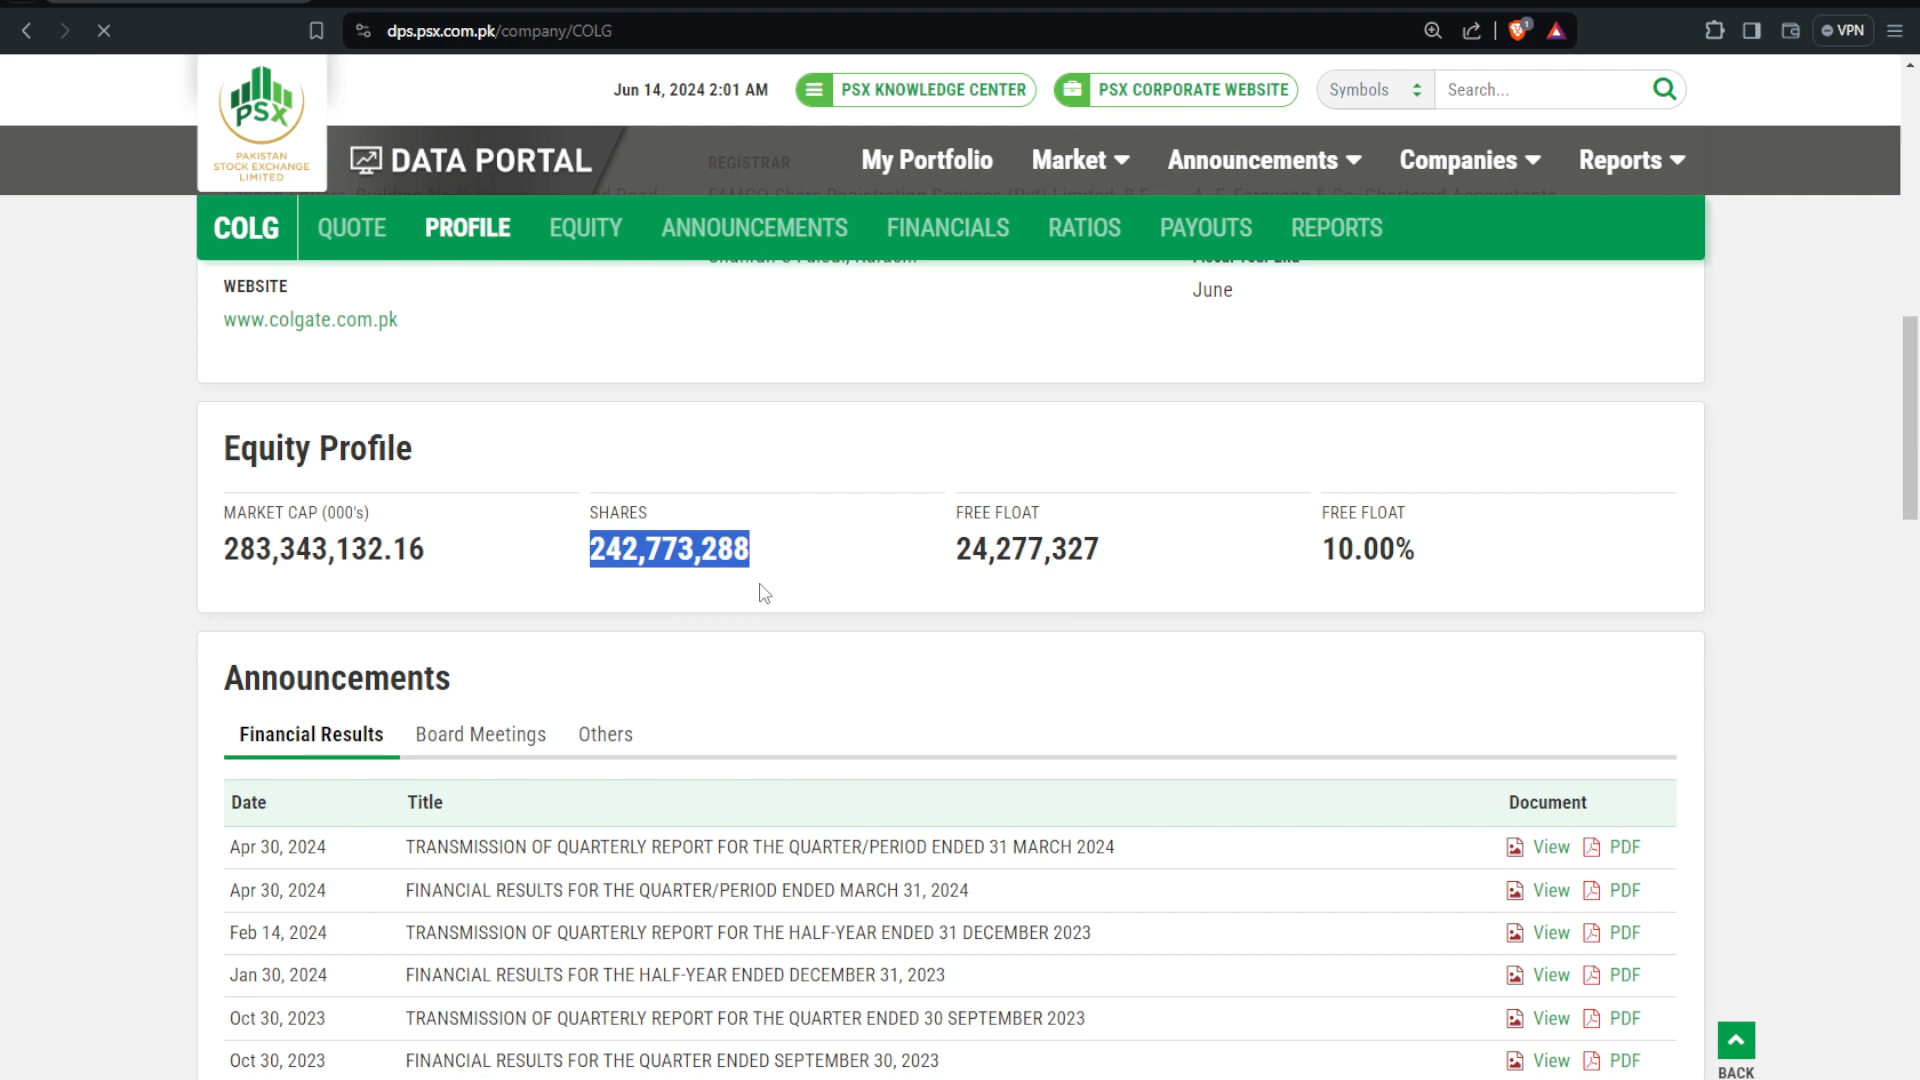 dps.psx.com.pk/company/COLG
1
VPN
PSX
PAKISTAN
STOCK EXCHANGE
LIMITED
Jun 14, 2024 2:01 AM
PSX KNOWLEDGE CENTER
PSX CORPORATE WEBSITE
Symbols
Search...
DATA PORTAL
REGISTRAR
My Portfolio
Market
Announcements
Companies
Reports
COLG
QUOTE
PROFILE
EQUITY
ANNOUNCEMENTS
FINANCIALS
RATIOS
PAYOUTS
REPORTS
WEBSITE
www.colgate.com.pk
June
Equity Profile
MARKET CAP (000's)
283,343,132.16
SHARES
242,773,288
FREE FLOAT
24,277,327
FREE FLOAT
10.00%
Announcements
Financial Results
Board Meetings
Others
Date Title Document
Apr 30, 2024 TRANSMISSION OF QUARTERLY REPORT FOR THE QUARTER/PERIOD ENDED 31 MARCH 2024 View PDF
Apr 30, 2024 FINANCIAL RESULTS FOR THE QUARTER/PERIOD ENDED MARCH 31, 2024 View PDF
Feb 14, 2024 TRANSMISSION OF QUARTERLY REPORT FOR THE HALF-YEAR ENDED 31 DECEMBER 2023 View PDF
Jan 30, 2024 FINANCIAL RESULTS FOR THE HALF-YEAR ENDED DECEMBER 31, 2023 View PDF
Oct 30, 2023 TRANSMISSION OF QUARTERLY REPORT FOR THE QUARTER ENDED 30 SEPTEMBER 2023 View PDF
Oct 30, 2023 FINANCIAL RESULTS FOR THE QUARTER ENDED SEPTEMBER 30, 2023 View PDF
BACK